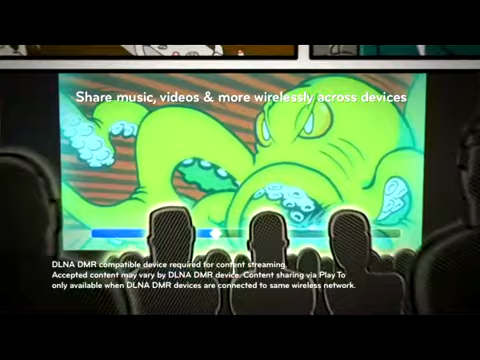 Share music, videos & more wirelessly across devices
DLNA DMR compatible device required for content streaming.
Accepted content may vary by DLNA DMR device. Content sharing via Play To
only available when DLNA DMR devices are connected to same wireless network.